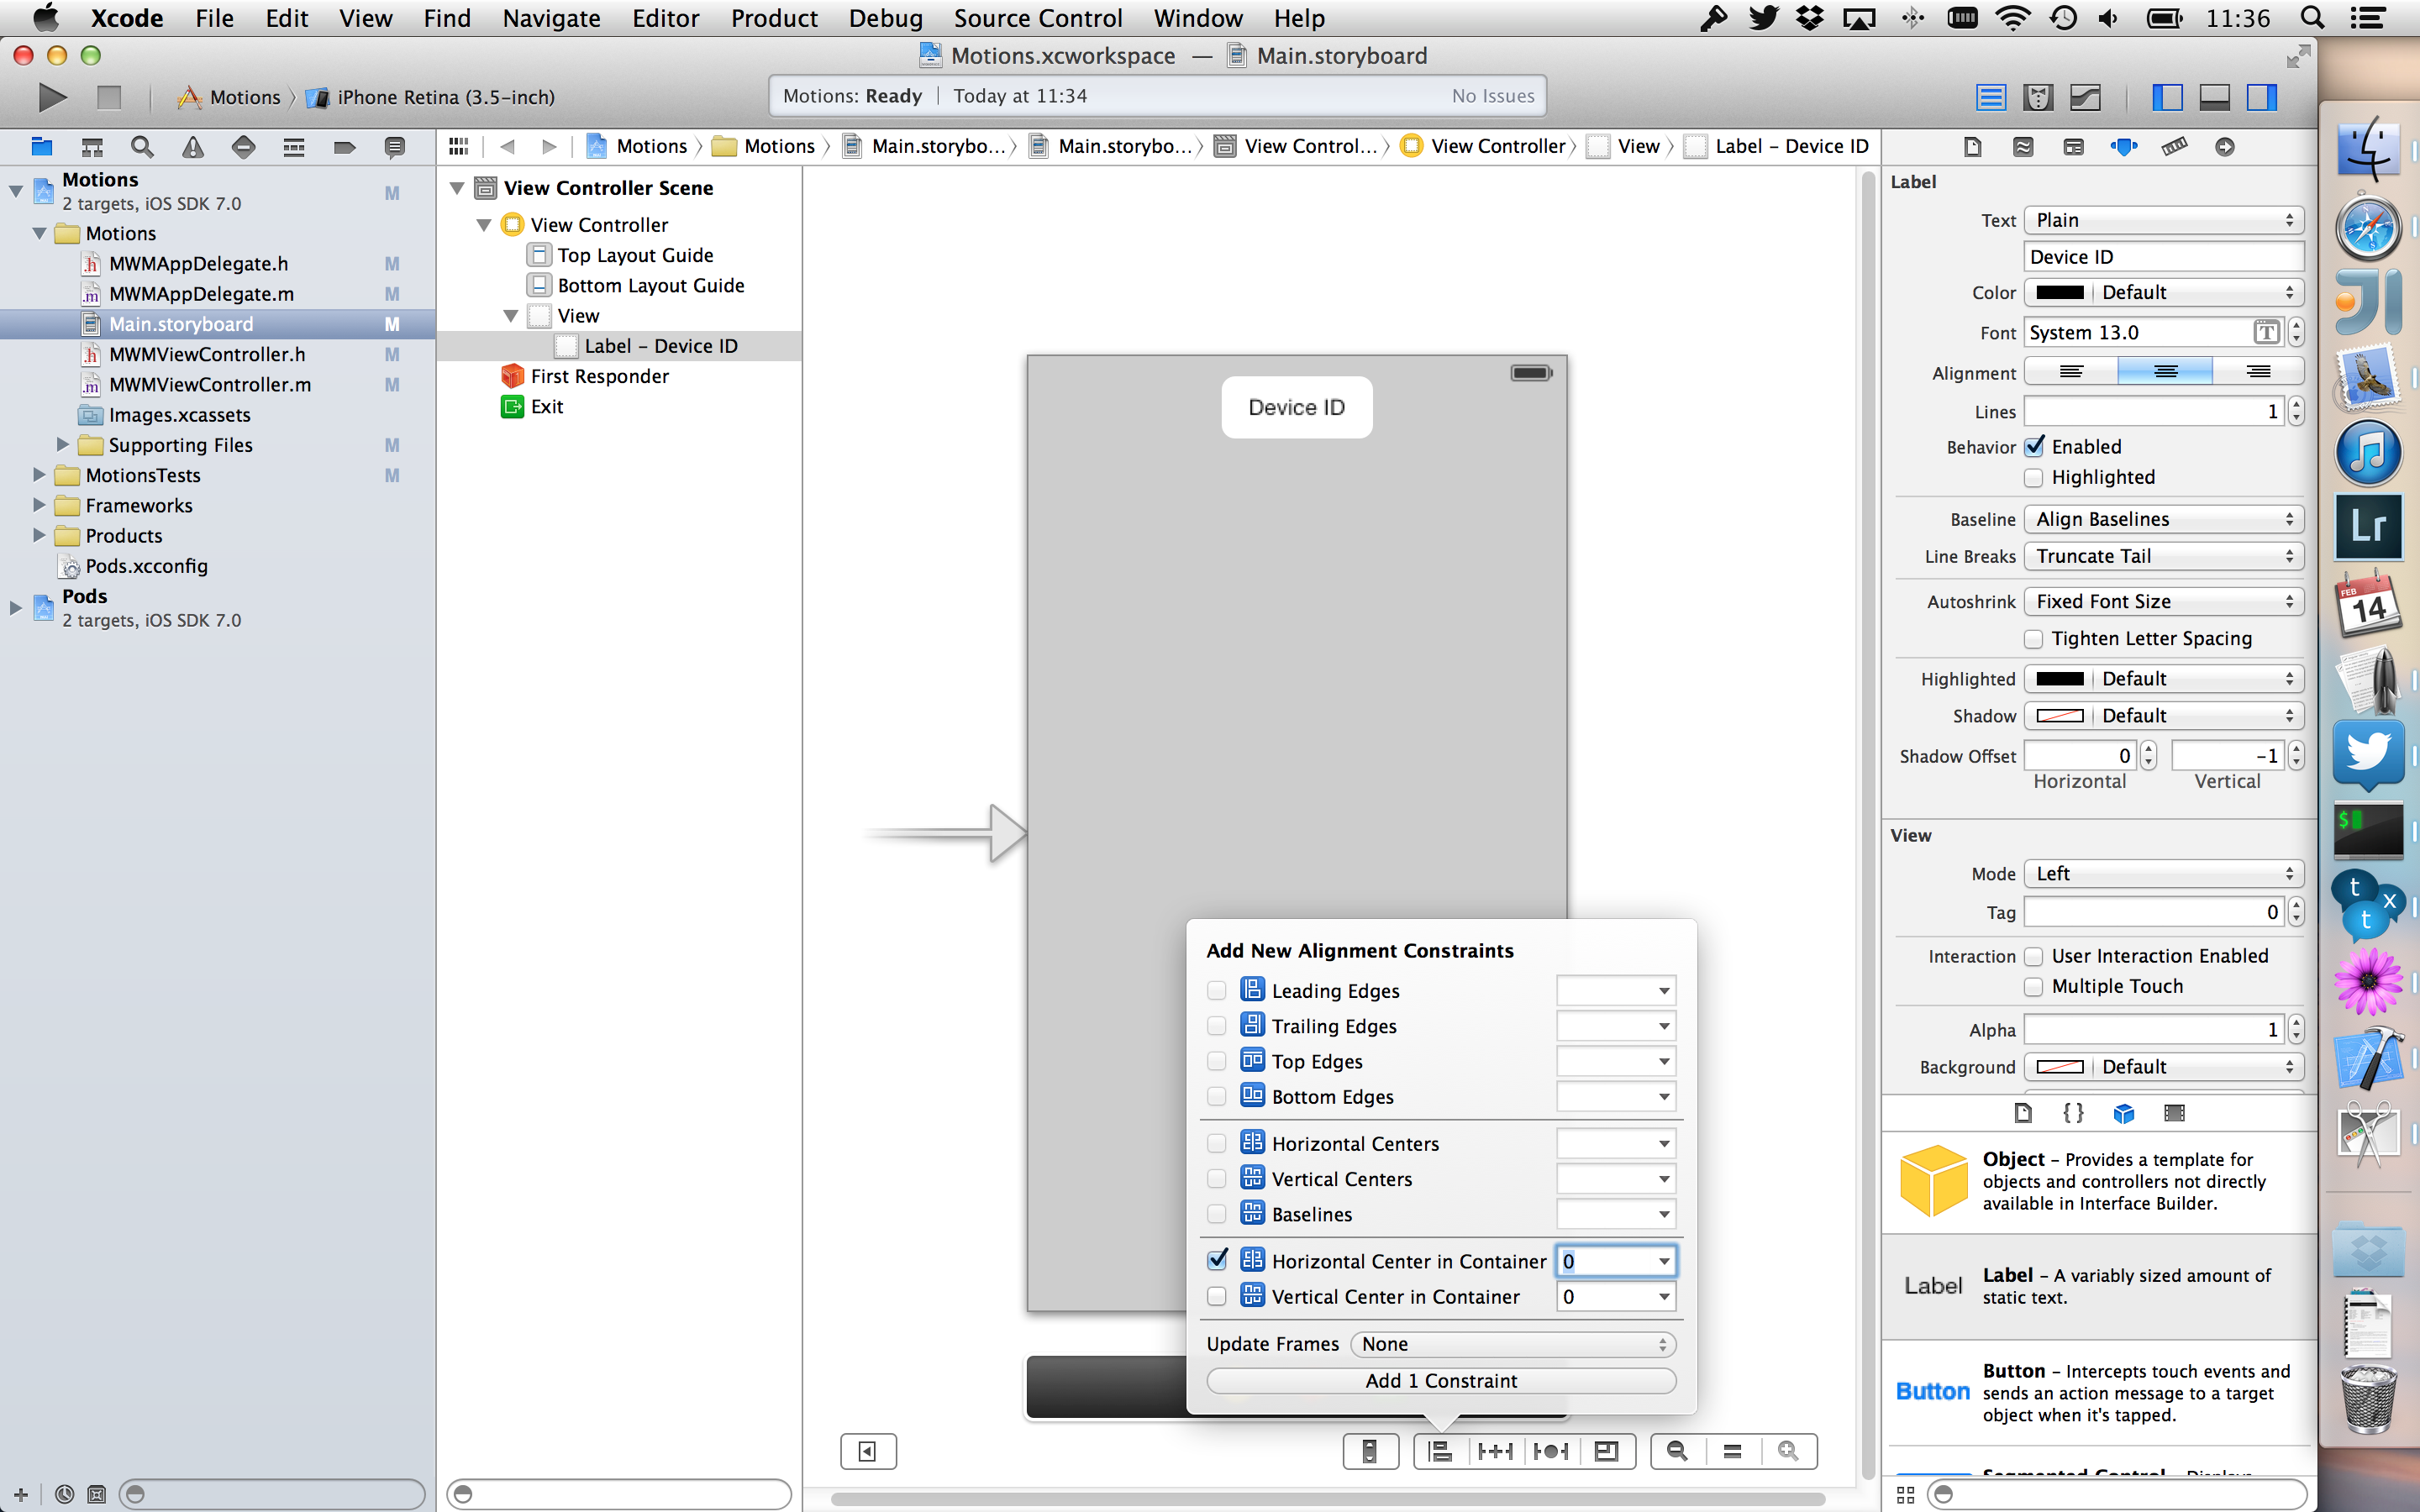 Xcode File Edit View Find Navigate Editor Product Debug Source Control Window Help 11:36
Motions.xcworkspace — Main.storyboard
Motions iPhone Retina (3.5-inch)
Motions: Ready Today at 11:34 No Issues
Motions Motions Main.storybo... Main.storybo... View Control... View Controller View Label – Device ID
Motions M
2 targets, iOS SDK 7.0
Motions
MWMAppDelegate.h M
MWMAppDelegate.m M
Main.storyboard M
MWMViewController.h M
MWMViewController.m M
Images.xcassets
Supporting Files M
MotionsTests M
Frameworks
Products
Pods.xcconfig
Pods
2 targets, iOS SDK 7.0
View Controller Scene
View Controller
Top Layout Guide
Bottom Layout Guide
View
Label – Device ID
First Responder
Exit
Device ID
Add New Alignment Constraints
Leading Edges
Trailing Edges
Top Edges
Bottom Edges
Horizontal Centers
Vertical Centers
Baselines
Horizontal Center in Container 0
Vertical Center in Container 0
Update Frames None
Add 1 Constraint
Label
Text Plain
Device ID
Color Default
Font System 13.0 T
Alignment
Lines 1
Behavior Enabled
Highlighted
Baseline Align Baselines
Line Breaks Truncate Tail
Autoshrink Fixed Font Size
Tighten Letter Spacing
Highlighted Default
Shadow Default
Shadow Offset 0 -1
Horizontal Vertical
View
Mode Left
Tag 0
Interaction User Interaction Enabled
Multiple Touch
Alpha 1
Background Default
{ }
Object – Provides a template for
objects and controllers not directly
available in Interface Builder.
Label
Label – A variably sized amount of
static text.
Button
Button – Intercepts touch events and
sends an action message to a target
object when it's tapped.
Lr
FEB
14
$
t
x
t